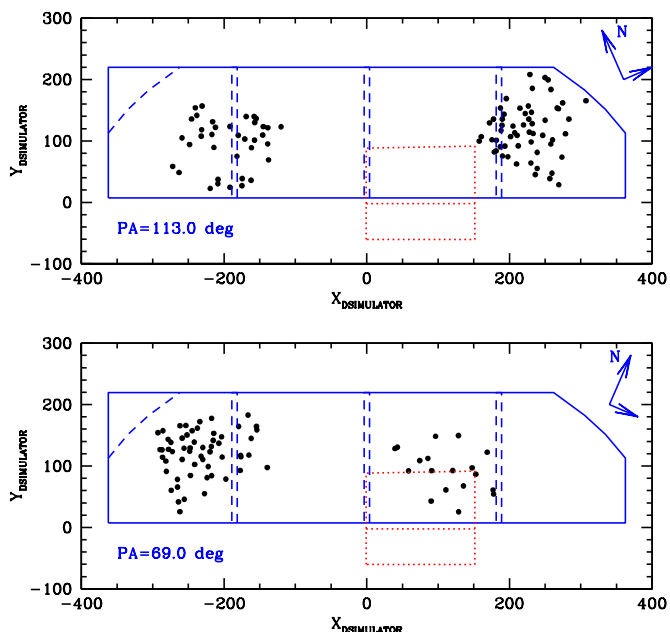 300
N
200
100
0
-100
Y_DSIMULATOR
PA=113.0 deg
-400 -200 0 200 400
X_DSIMULATOR
300
N
200
100
0
-100
Y_DSIMULATOR
PA=69.0 deg
-400 -200 0 200 400
X_DSIMULATOR